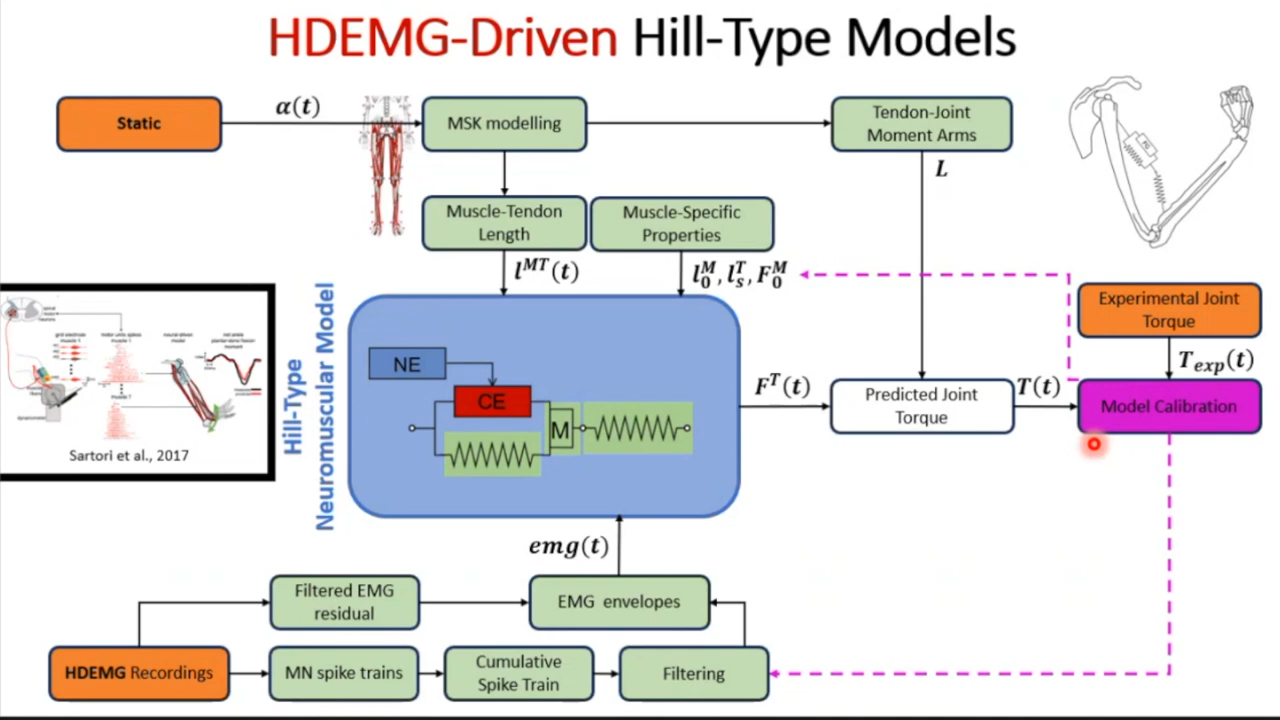 HDEMG-Driven Hill-Type Models
Static
α(t)
MSK modelling
Tendon-Joint
Moment Arms
L
Muscle-Tendon
Length
Muscle-Specific
Properties
l^{MT}(t)
l_0^M, l_s^T, F_0^M
Experimental Joint
Torque
T_{exp}(t)
Hill-Type
Neuromuscular Model
NE
CE
M
F^T(t)
Predicted Joint
Torque
T(t)
Model Calibration
Sartori et al., 2017
emg(t)
Filtered EMG
residual
EMG envelopes
HDEMG Recordings
MN spike trains
Cumulative
Spike Train
Filtering